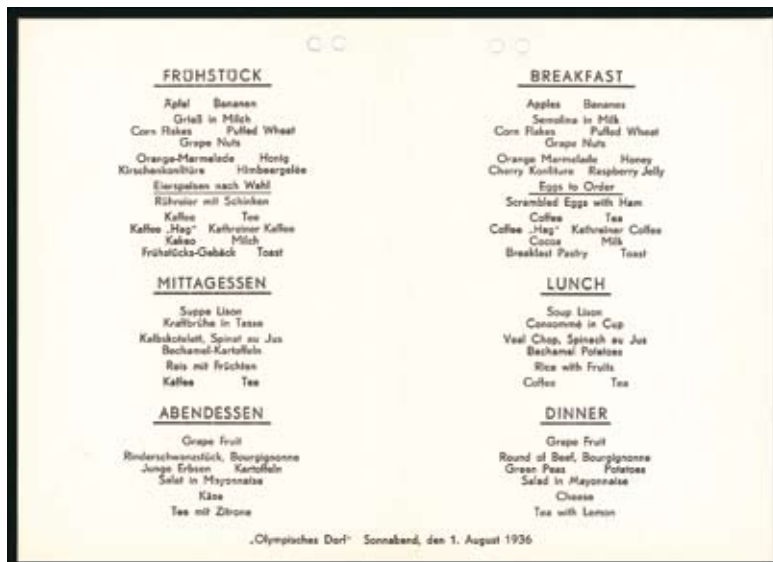 FRÜHSTÜCK
Äpfel Bananen
Grieß in Milch
Corn Flakes Puffed Wheat
Grape Nuts
Orange-Marmelade Honig
Kirschenkonfitüre Himbeergelée
Eierspeisen nach Wahl
Rühreier mit Schinken
Kaffee Tee
Kaffee „Hag" Kathreiner Kaffee
Kakao Milch
Frühstücks-Gebäck Toast
MITTAGESSEN
Suppe Lison
Kraftbrühe in Tasse
Kalbskotelett, Spinat au Jus
Bechamel-Kartoffeln
Reis mit Früchten
Kaffee Tee
ABENDESSEN
Grape Fruit
Rinderschwanzstück, Bourgignonne
Junge Erbsen Kartoffeln
Salat in Mayonnaise
Käse
Tee mit Zitrone
BREAKFAST
Apples Bananes
Semolina in Milk
Corn Flakes Puffed Wheat
Grape Nuts
Orange Marmelade Honey
Cherry Konfiture Raspberry Jelly
Eggs to Order
Scrambled Eggs with Ham
Coffee Tea
Coffee „Hag" Kathreiner Coffee
Cocoa Milk
Breakfast Pastry Toast
LUNCH
Soup Lison
Consommé in Cup
Veal Chop, Spinach au Jus
Bechamel Potatoes
Rice with Fruits
Coffee Tea
DINNER
Grape Fruit
Round of Beef, Bourgignonne
Green Peas Potatoes
Salad in Mayonnaise
Cheese
Tea with Lemon
„Olympisches Dorf" Sonnabend, den 1. August 1936